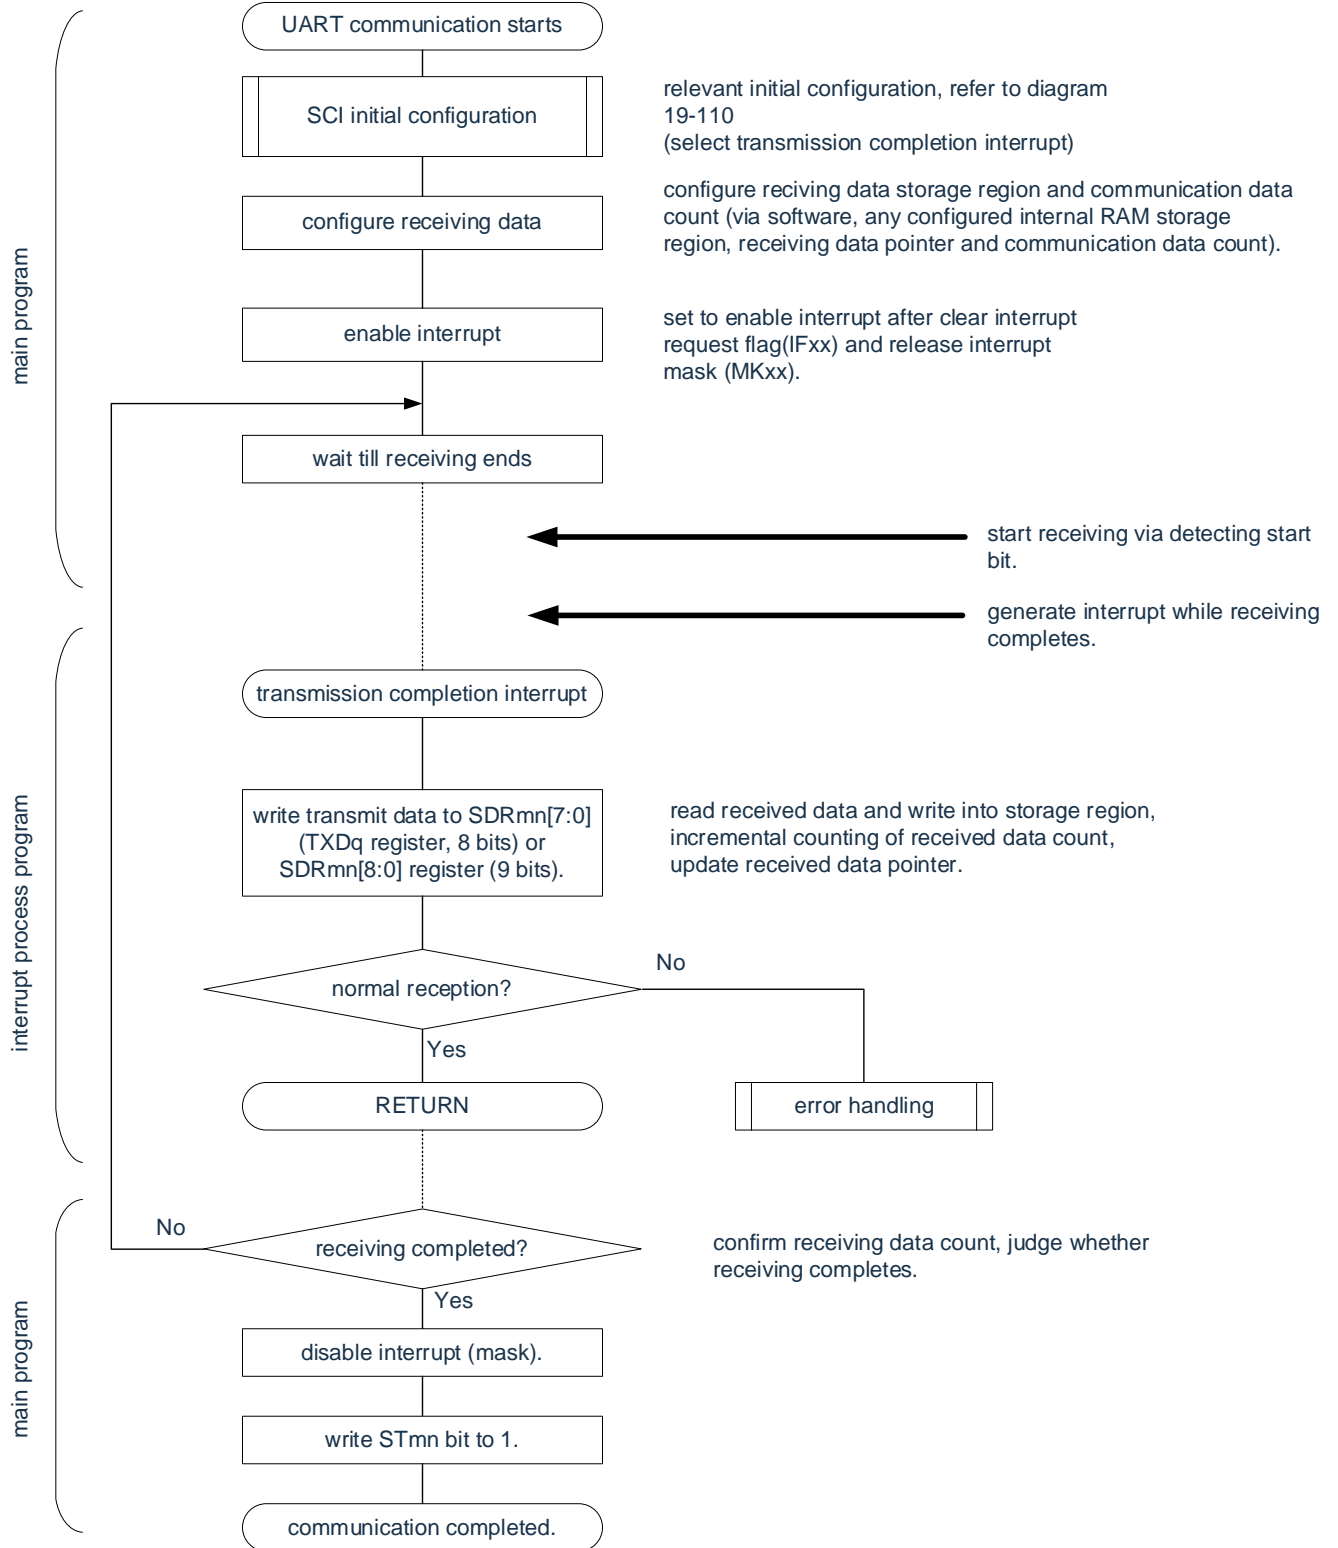 UART communication starts
SCI initial configuration
relevant initial configuration, refer to diagram
19-110
(select transmission completion interrupt)
configure receiving data
configure reciving data storage region and communication data
count (via software, any configured internal RAM storage
region, receiving data pointer and communication data count).
main program
enable interrupt
set to enable interrupt after clear interrupt
request flag(IFxx) and release interrupt
mask (MKxx).
wait till receiving ends
start receiving via detecting start
bit.
generate interrupt while receiving
completes.
transmission completion interrupt
interrupt process program
write transmit data to SDRmn[7:0]
(TXDq register, 8 bits) or
SDRmn[8:0] register (9 bits).
read received data and write into storage region,
incremental counting of received data count,
update received data pointer.
normal reception?
No
Yes
RETURN
error handling
No
receiving completed?
confirm receiving data count, judge whether
receiving completes.
Yes
main program
disable interrupt (mask).
write STmn bit to 1.
communication completed.